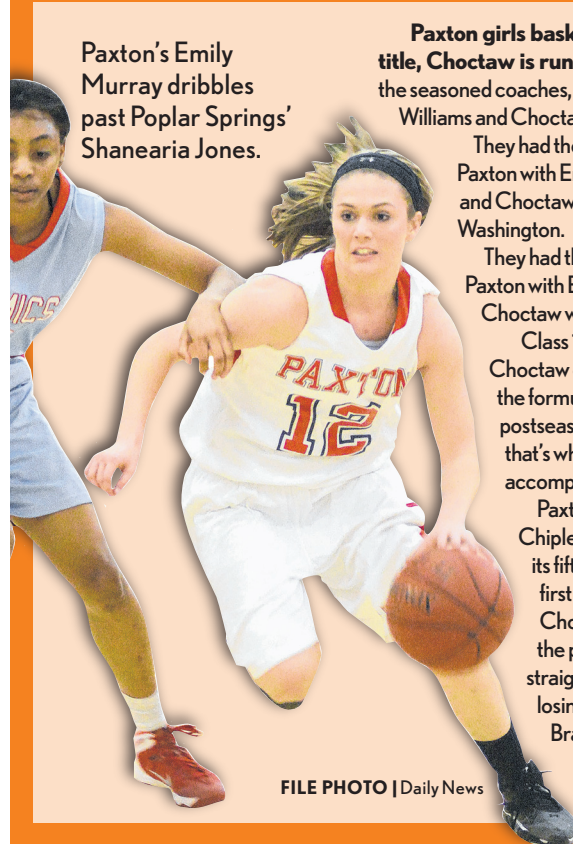 Paxton's Emily
Murray dribbles
past Poplar Springs'
Shanearia Jones.
Paxton girls bask
title, Choctaw is run
the seasoned coaches,
Williams and Chocta
They had the
Paxton with E
and Choctaw
Washington.
They had th
Paxton with E
Choctaw w
Class
Choctaw
the formu
postseas
that's wh
accomp
Paxt
Chiple
its fift
first
Cho
the p
straig
losin
Bra
MICS
PAXTON
12
FILE PHOTO | Daily News